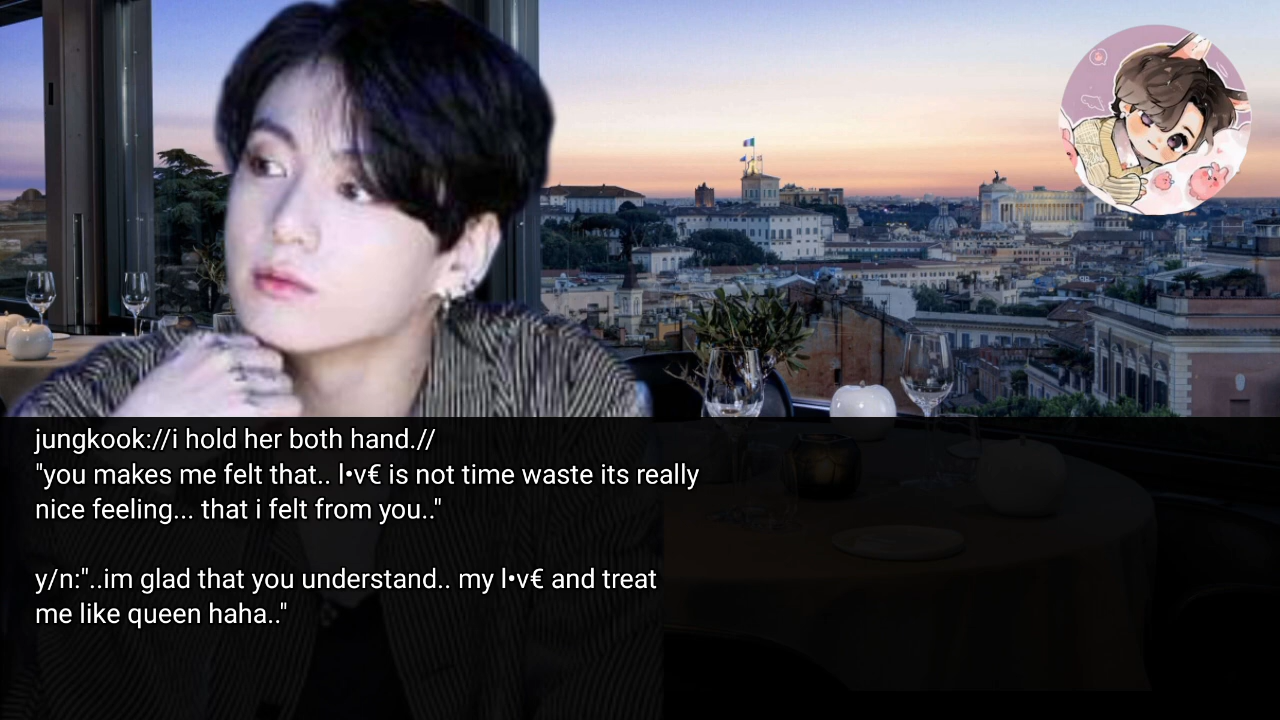 jungkook://i hold her both hand.//
"you makes me felt that.. l•v€ is not time waste its really
nice feeling... that i felt from you.."
y/n:"..im glad that you understand.. my l•v€ and treat
me like queen haha.."